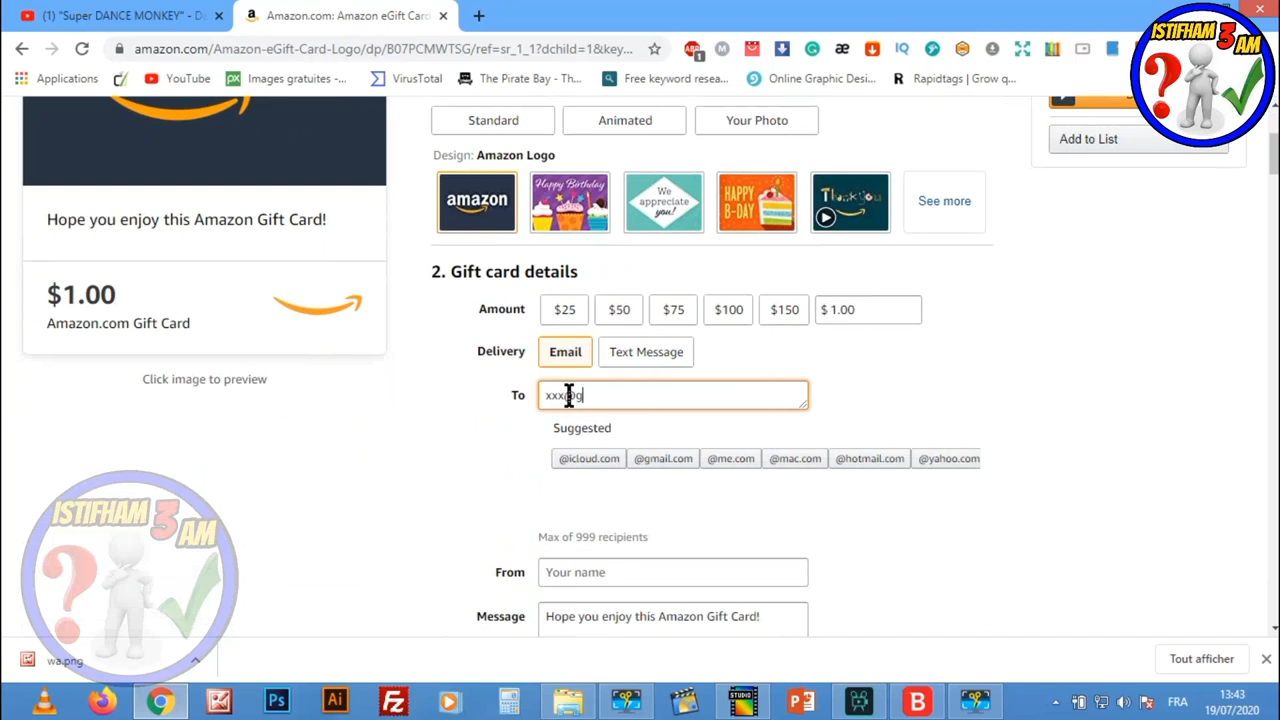 (1) "Super DANCE MONKEY" - Da
Amazon.com: Amazon eGift Card
amazon.com/Amazon-eGift-Card-Logo/dp/B07PCMWTSG/ref=sr_1_1?dchild=1&key...
Applications
YouTube
Images gratuites -...
VirusTotal
The Pirate Bay - Th...
Free keyword resea...
Online Graphic Desi...
Rapidtags | Grow q...
ISTIFHAM 3 AM
Add to List
Standard
Animated
Your Photo
Design: Amazon Logo
amazon
Happy Birthday
We appreciate you!
HAPPY B-DAY
Thank you
See more
Hope you enjoy this Amazon Gift Card!
$1.00
Amazon.com Gift Card
Click image to preview
2. Gift card details
Amount $25 $50 $75 $100 $150 $ 1.00
Delivery Email Text Message
To xxx@g
Suggested
@icloud.com @gmail.com @me.com @mac.com @hotmail.com @yahoo.com
Max of 999 recipients
From Your name
Message Hope you enjoy this Amazon Gift Card!
ISTIFHAM 3 AM
wa.png
Tout afficher
FR
13:43
19/07/2020